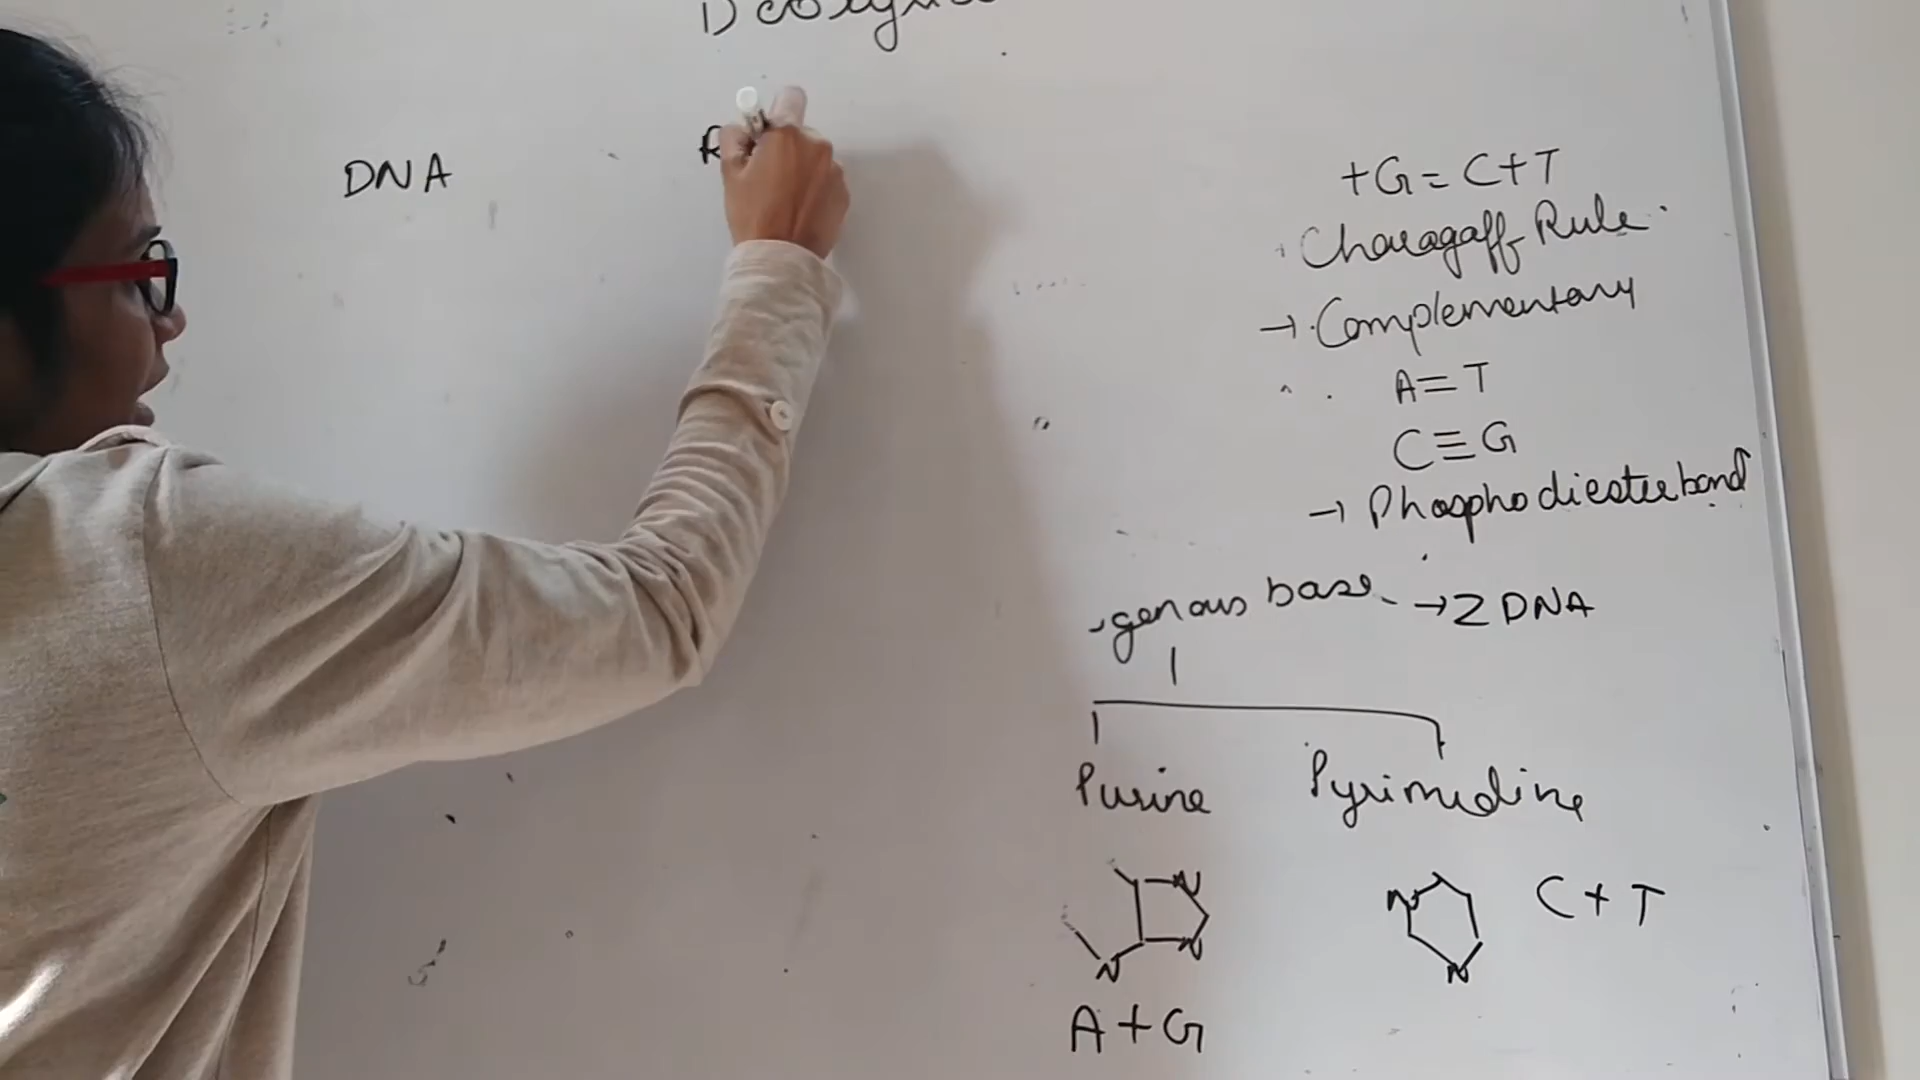 DNA
R
+G = C+T
Charagaff Rule
→ Complementary
A = T
C ≡ G
→ Phosphodiester bond
genous base → Z DNA
Purine Pyrimidine
N N
N N C + T
N
A + G